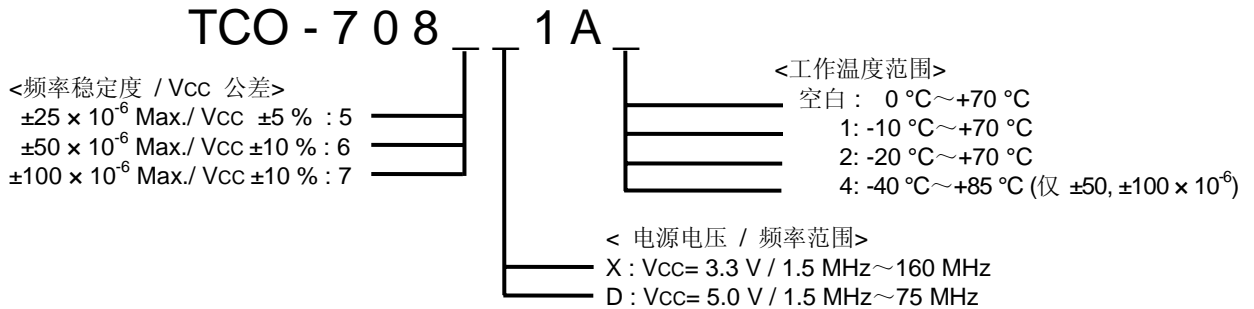 TCO - 7 0 8 _ _ 1 A _
<频率稳定度 / Vcc 公差>
±25 × 10⁻⁶ Max./ Vcc ±5 % : 5
±50 × 10⁻⁶ Max./ Vcc ±10 % : 6
±100 × 10⁻⁶ Max./ Vcc ±10 % : 7
<工作温度范围>
空白 : 0 °C～+70 °C
1: -10 °C～+70 °C
2: -20 °C～+70 °C
4: -40 °C～+85 °C (仅 ±50, ±100 × 10⁻⁶)
< 电源电压 / 频率范围>
X : Vcc= 3.3 V / 1.5 MHz～160 MHz
D : Vcc= 5.0 V / 1.5 MHz～75 MHz